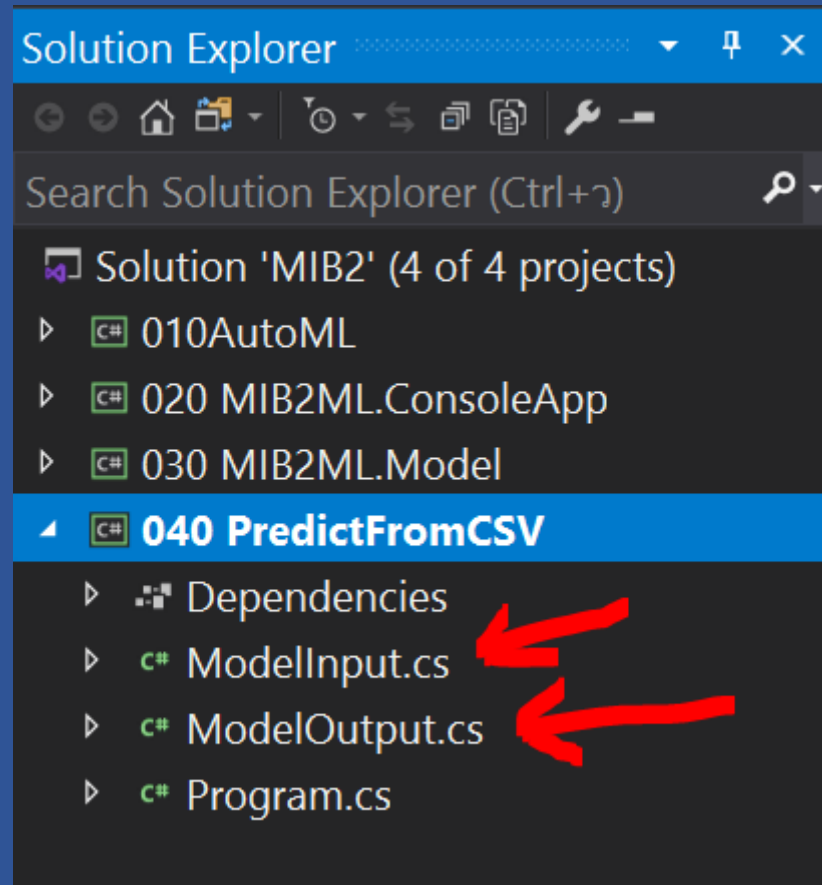 Solution Explorer
Search Solution Explorer (Ctrl+ว)
Solution 'MIB2' (4 of 4 projects)
C# 010AutoML
C# 020 MIB2ML.ConsoleApp
C# 030 MIB2ML.Model
C# 040 PredictFromCSV
Dependencies
C# ModelInput.cs
C# ModelOutput.cs
C# Program.cs